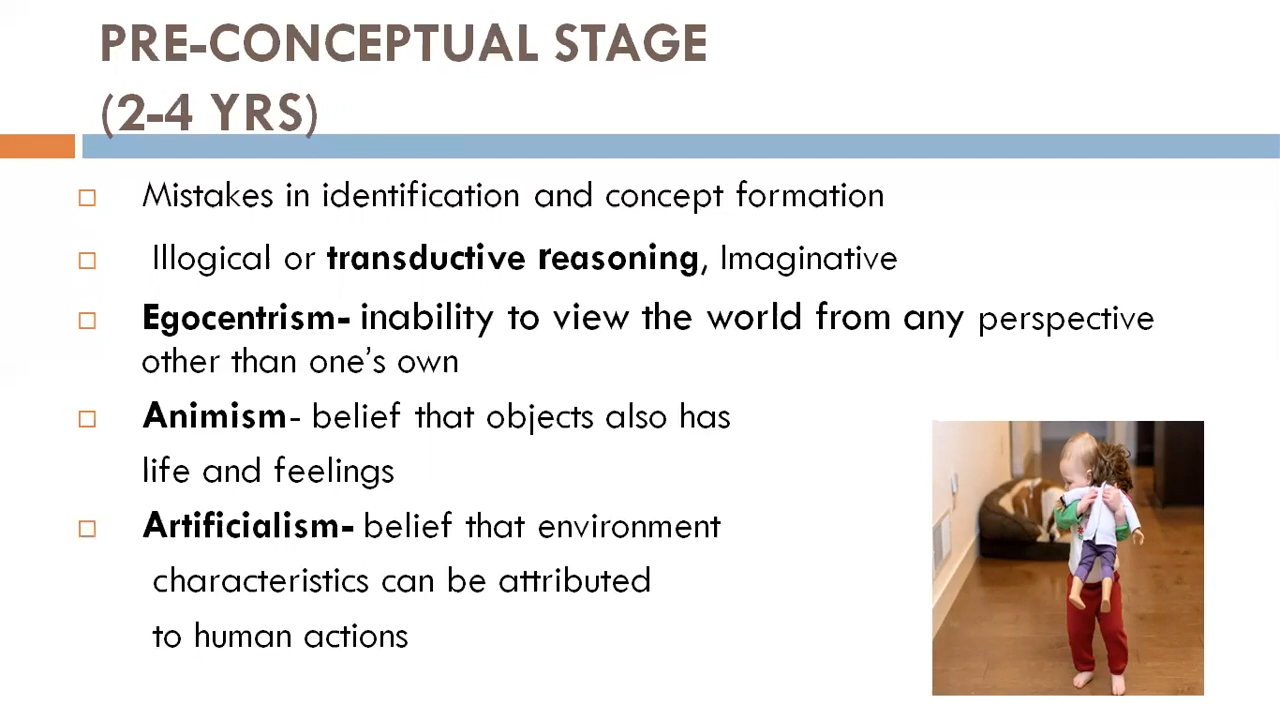 PRE-CONCEPTUAL STAGE
(2-4 YRS)
Mistakes in identification and concept formation
Illogical or transductive reasoning, Imaginative
Egocentrism- inability to view the world from any perspective
other than one's own
Animism- belief that objects also has
life and feelings
Artificialism- belief that environment
characteristics can be attributed
to human actions